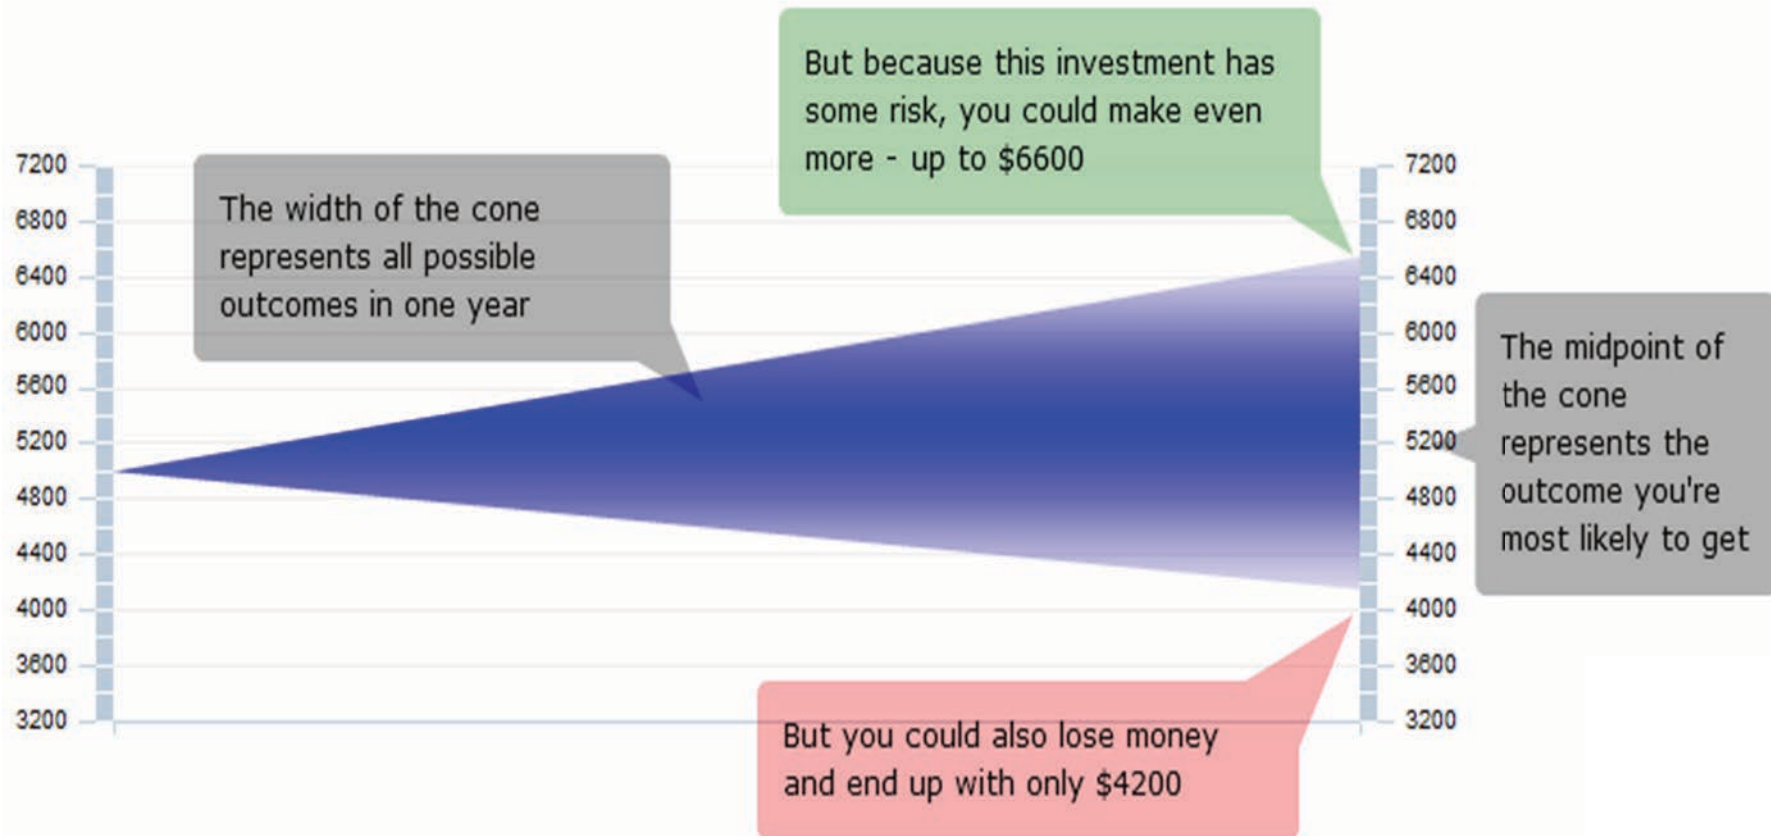 But because this investment has
some risk, you could make even
more - up to $6600
The width of the cone
represents all possible
outcomes in one year
7200
6800
6400
6000
5600
5200
4800
4400
4000
3600
3200
7200
6800
6400
6000
5600
5200
4800
4400
4000
3600
3200
The midpoint of
the cone
represents the
outcome you're
most likely to get
But you could also lose money
and end up with only $4200